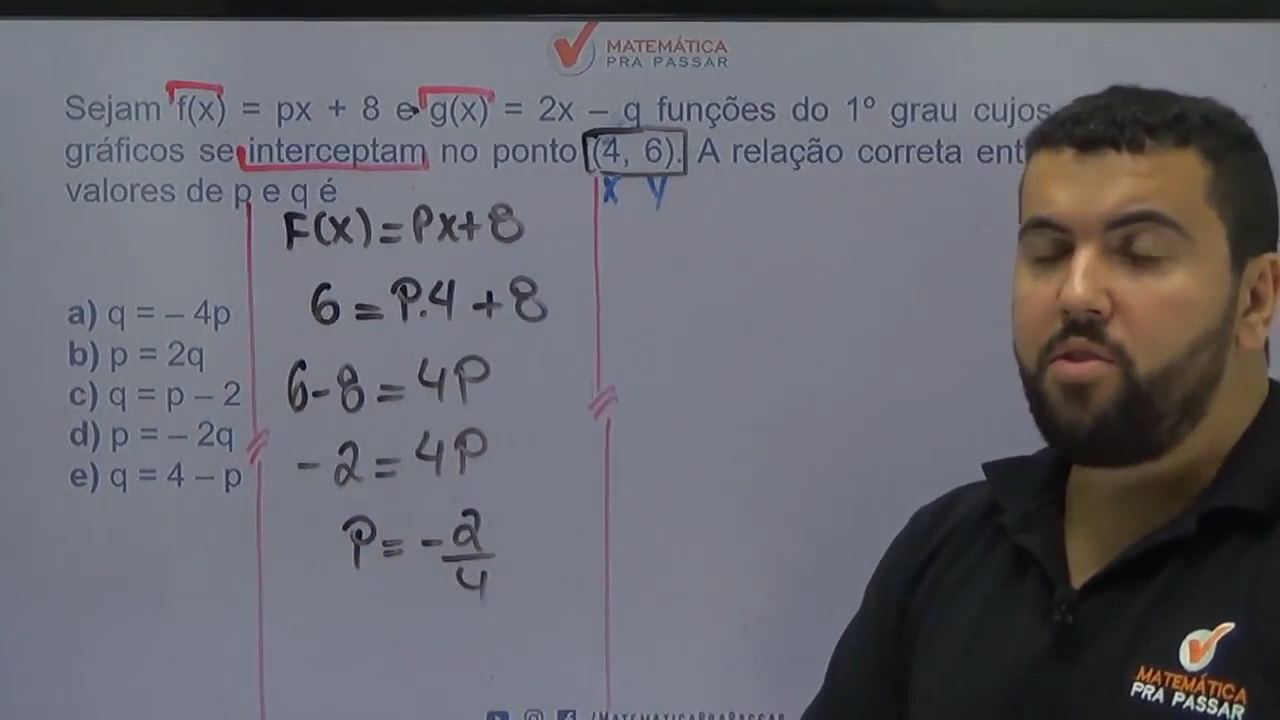 MATEMÁTICA
PRA PASSAR
Sejam f(x) = px + 8 e g(x) = 2x – q funções do 1º grau cujos
gráficos se interceptam no ponto (4, 6). A relação correta
valores de p e q é
x y
F(x) = Px + 8
6 = P.4 + 8
a) q = – 4p
b) p = 2q
6 - 8 = 4P
c) q = p – 2
d) p = – 2q
- 2 = 4P
e) q = 4 – p
P = - 2/4
MATEMÁTICA
PRA PASSAR
/MATEMATICAPRAPASSAR